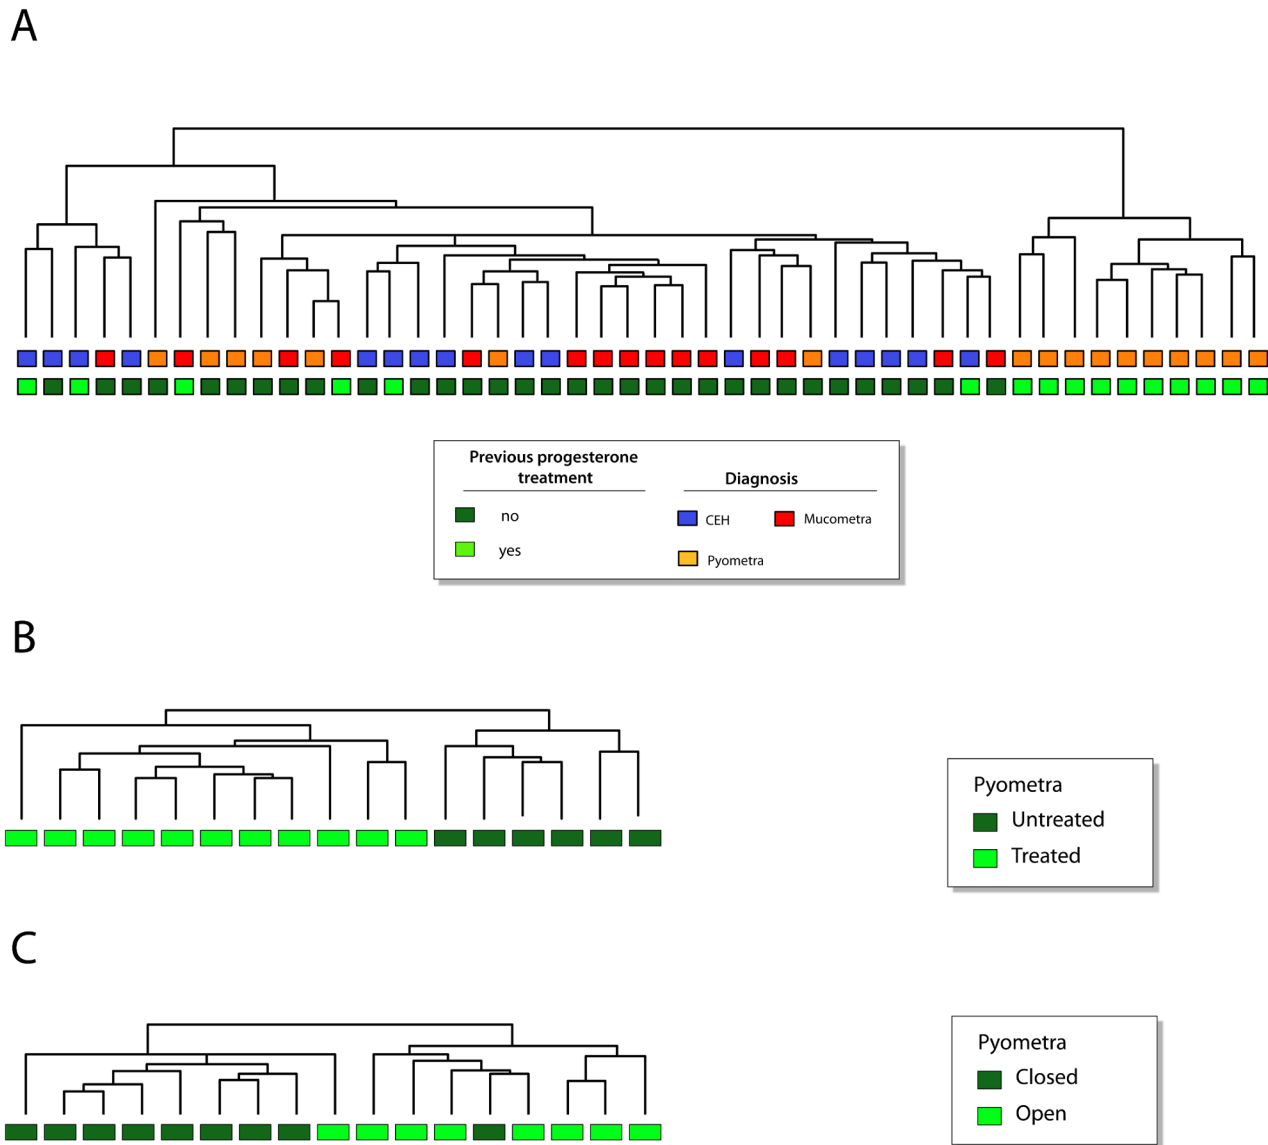 A
Previous progesterone
treatment
Diagnosis
no
CEH
Mucometra
yes
Pyometra
B
Pyometra
Untreated
Treated
C
Pyometra
Closed
Open